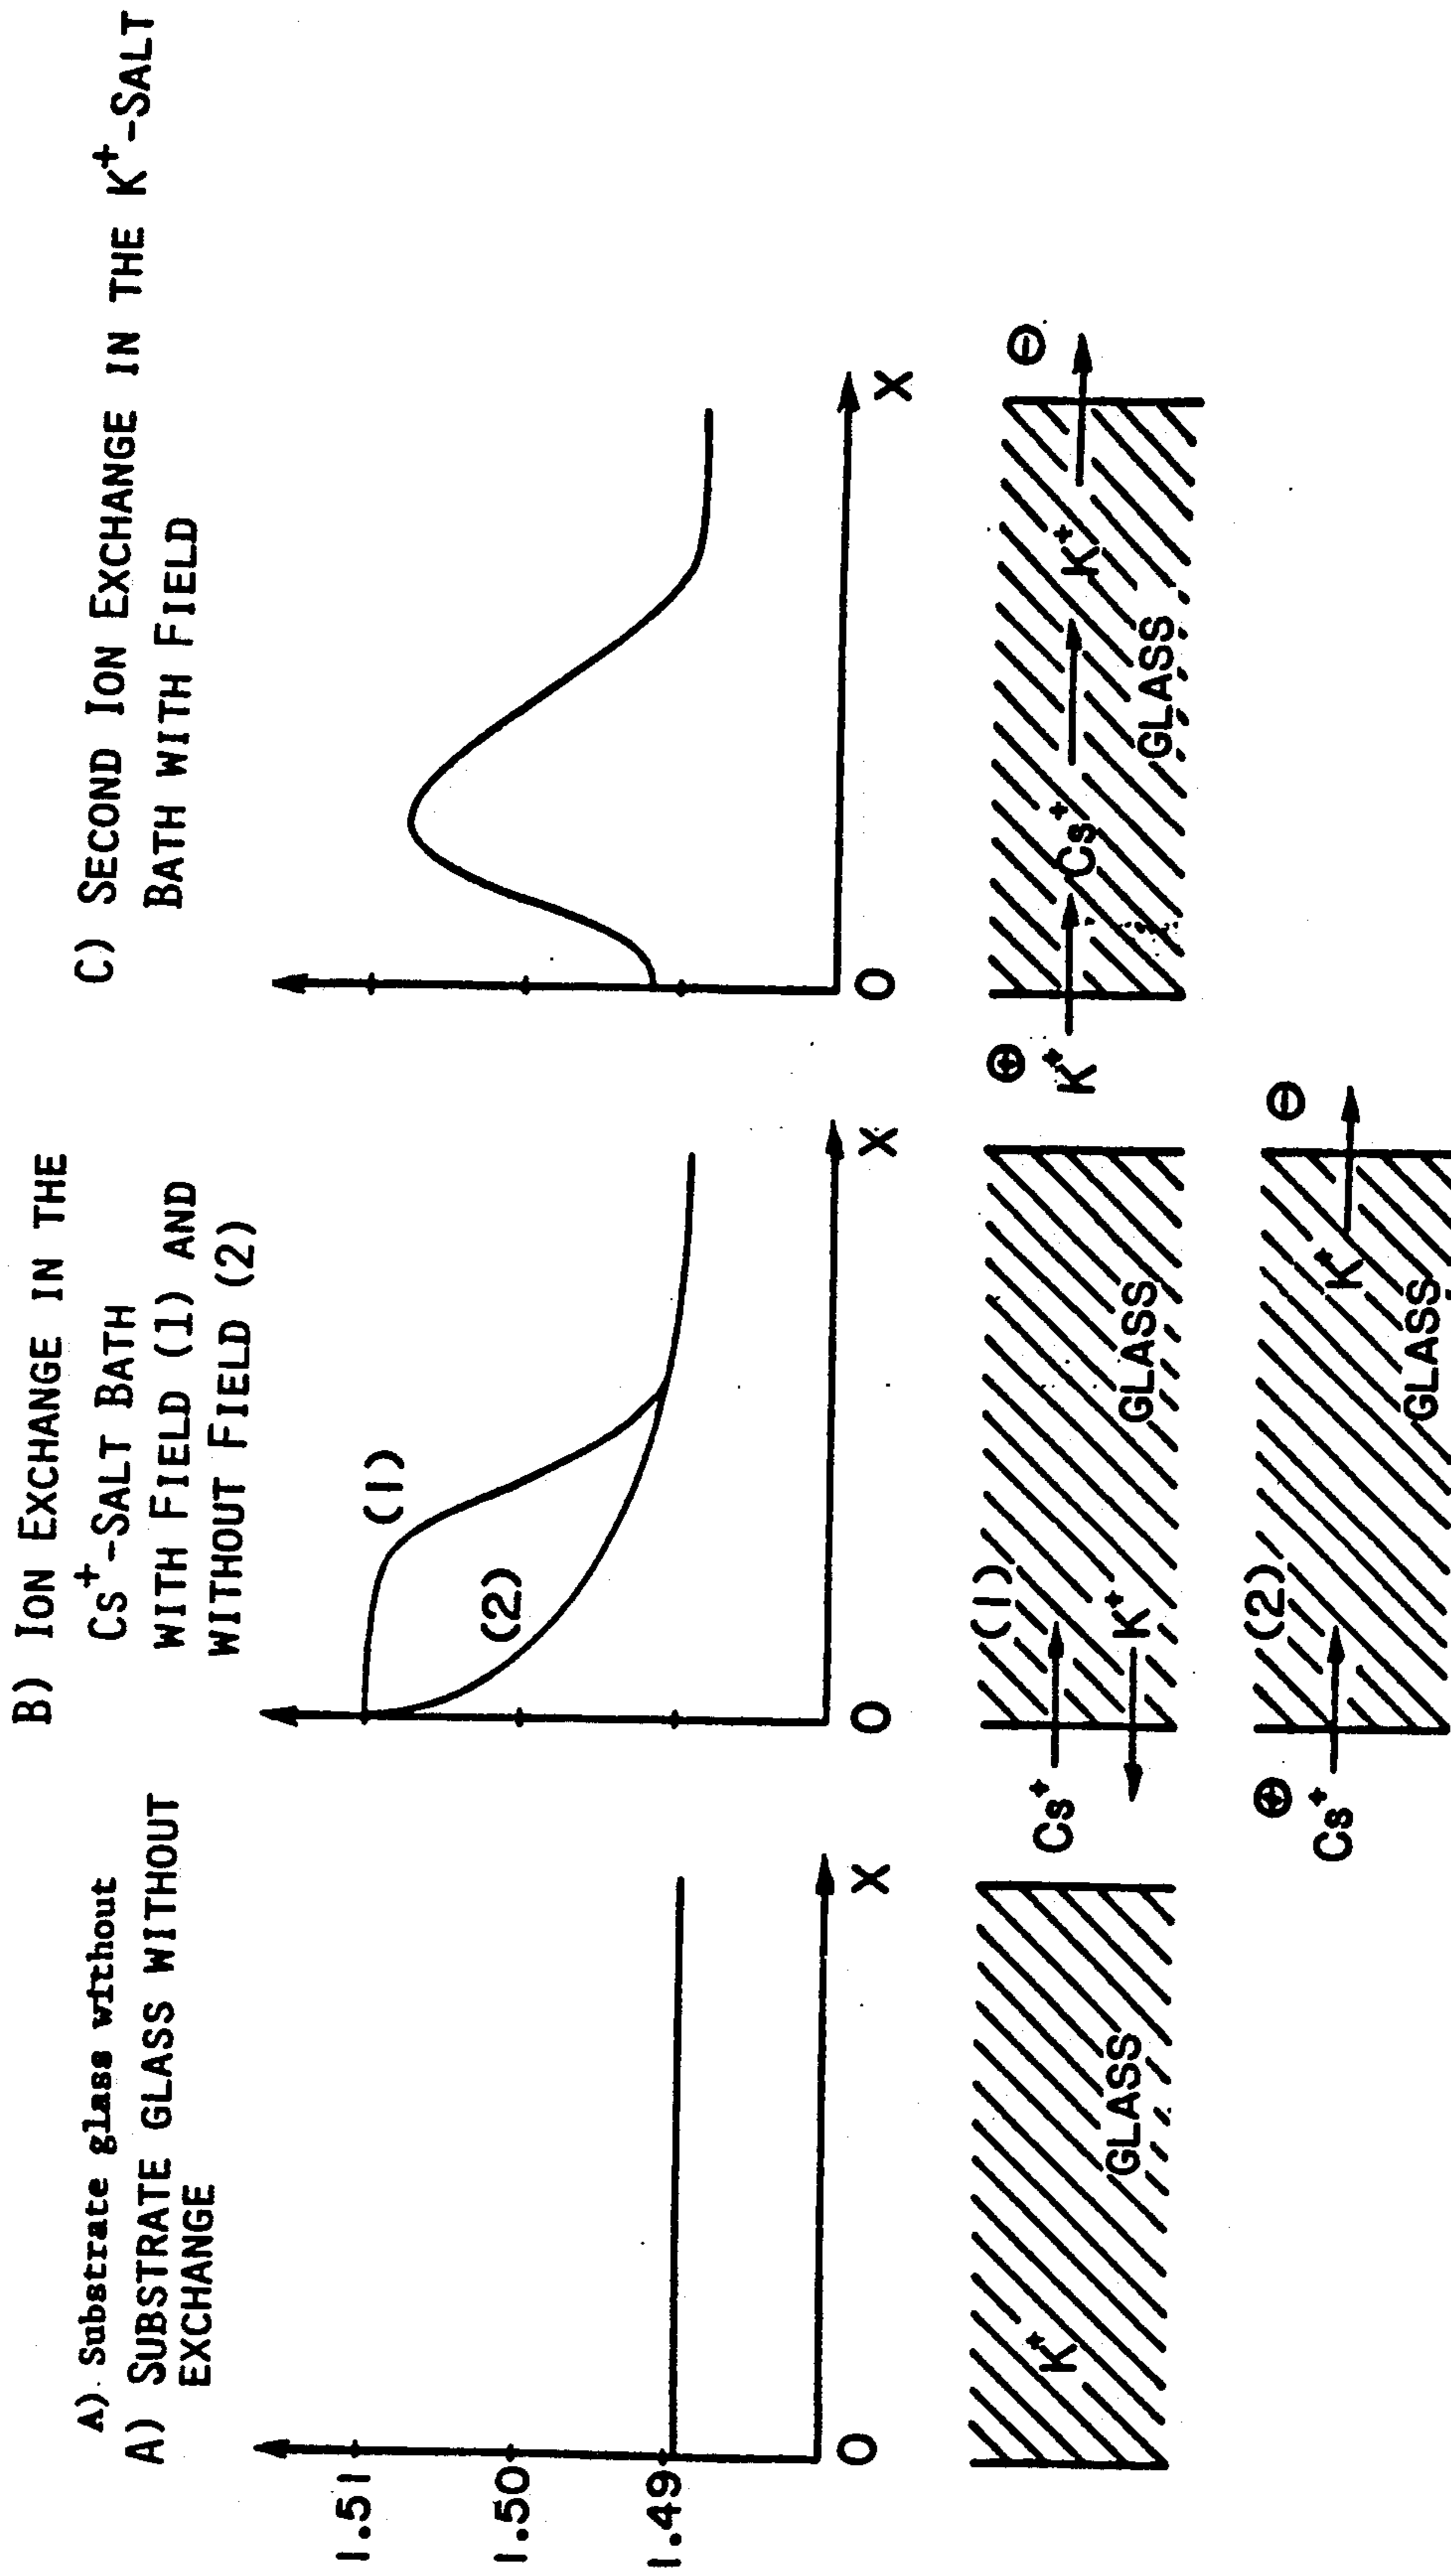 A) Substrate glass without
A) SUBSTRATE GLASS WITHOUT
EXCHANGE
1.51
1.50
1.49
0
X
K+
GLASS
B) ION EXCHANGE IN THE
Cs+-SALT BATH
WITH FIELD (1) AND
WITHOUT FIELD (2)
(1)
(2)
0
X
(1)
Cs+
K+
GLASS
(2)
⊕
Cs+
K+
⊖
GLASS
C) SECOND ION EXCHANGE IN THE K+-SALT
BATH WITH FIELD
0
X
⊕
K+
Cs+
K+
⊖
GLASS